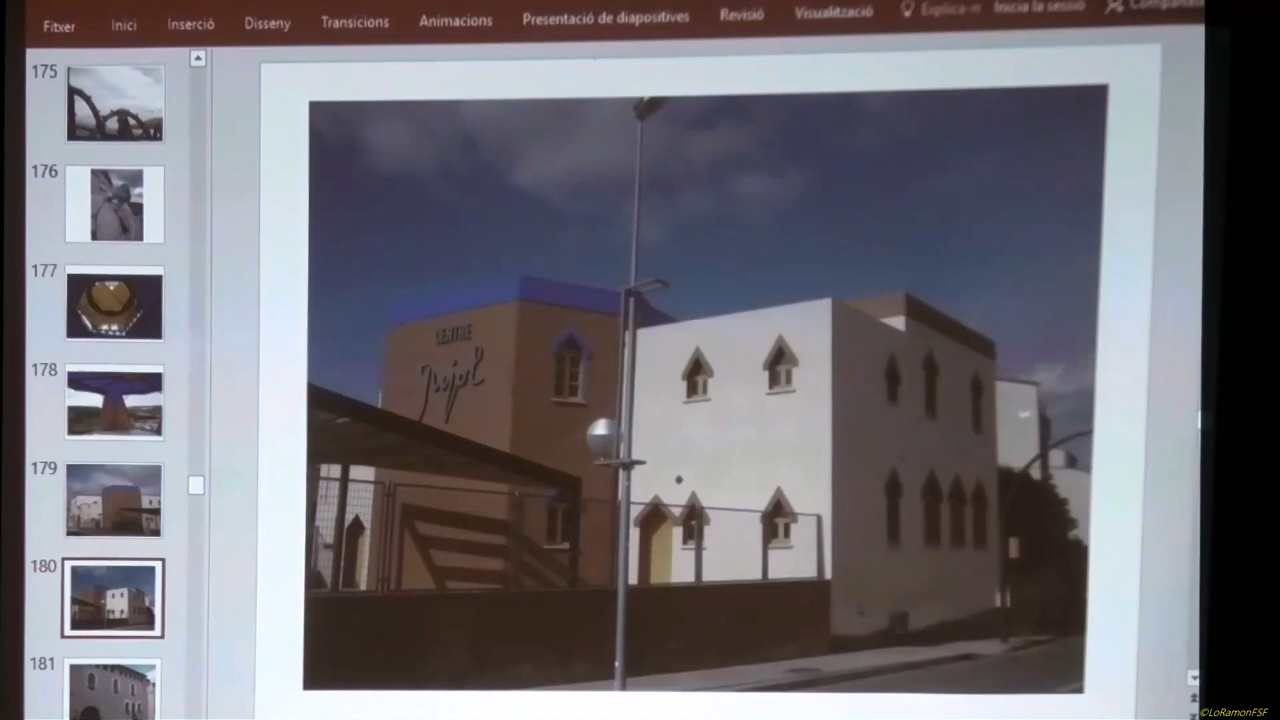 Fitxer Inici Inserció Disseny Transicions Animacions Presentació de diapositives Revisió Visualització Inicia la sessió
175
176
177
178
179
180
181
CENTRE
Jujol
©LoRamonFSF